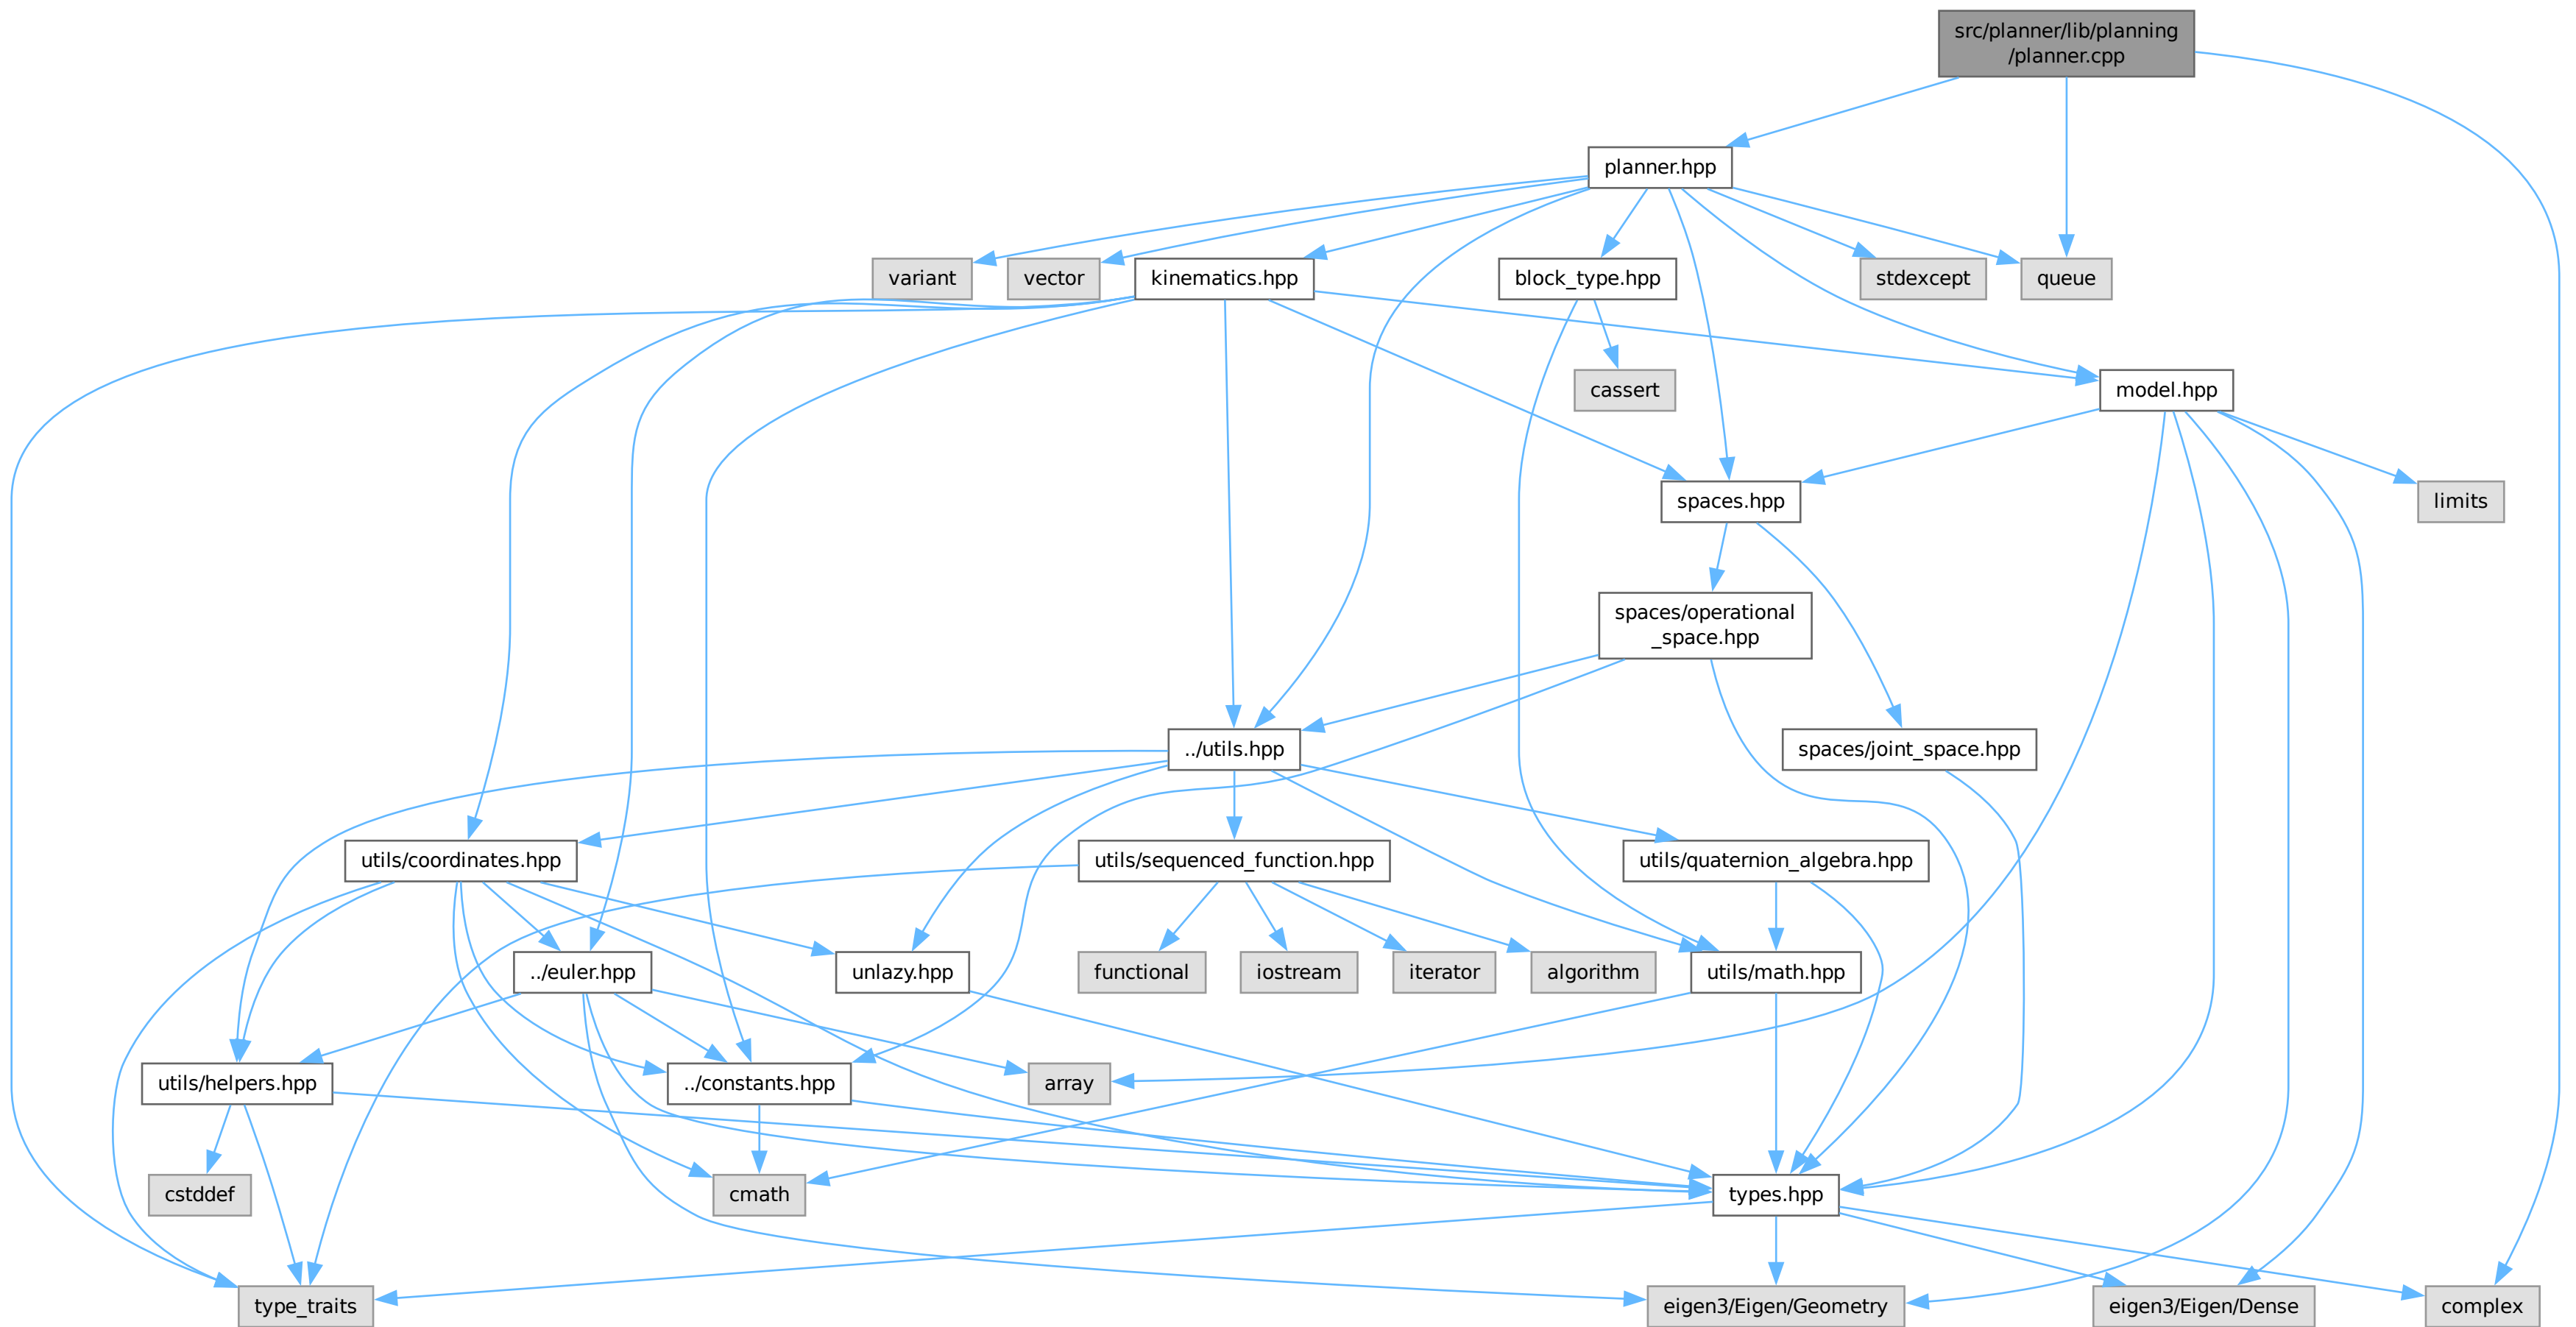 src/planner/lib/planning
/planner.cpp
planner.hpp
variant
vector
kinematics.hpp
block_type.hpp
stdexcept
queue
cassert
model.hpp
spaces.hpp
limits
spaces/operational
_space.hpp
../utils.hpp
spaces/joint_space.hpp
utils/coordinates.hpp
utils/sequenced_function.hpp
utils/quaternion_algebra.hpp
../euler.hpp
unlazy.hpp
functional
iostream
iterator
algorithm
utils/math.hpp
utils/helpers.hpp
../constants.hpp
array
cstddef
cmath
types.hpp
type_traits
eigen3/Eigen/Geometry
eigen3/Eigen/Dense
complex